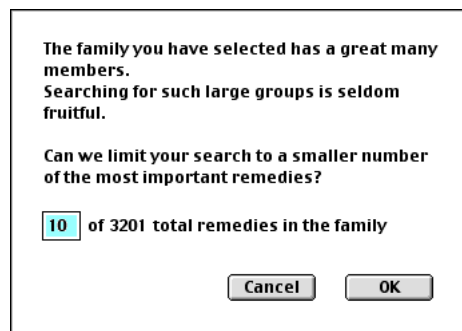 The family you have selected has a great many
members.
Searching for such large groups is seldom
fruitful.
Can we limit your search to a smaller number
of the most important remedies?
10 of 3201 total remedies in the family
Cancel OK